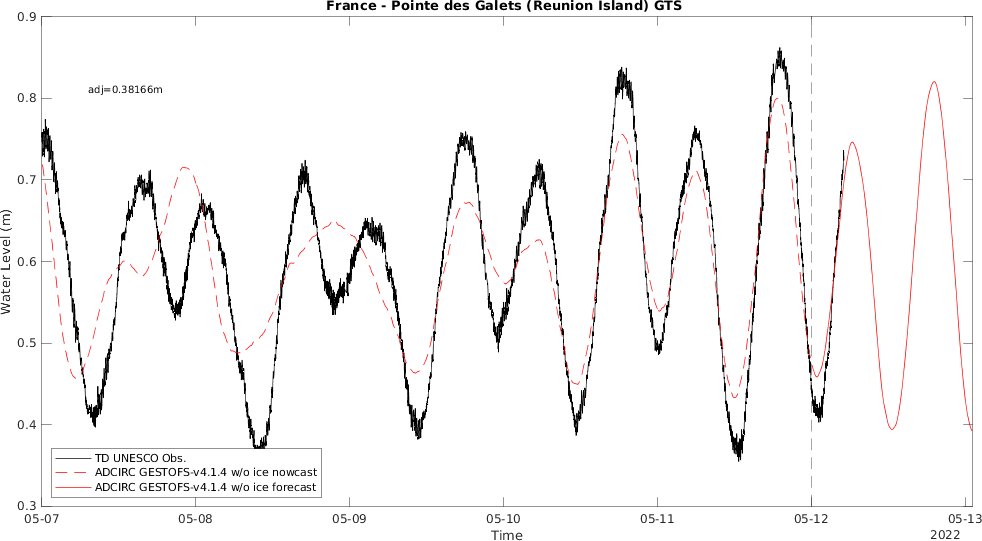 France - Pointe des Galets (Reunion Island) GTS
0.9
0.8
0.7
0.6
0.5
0.4
0.3
Water Level (m)
adj=0.38166m
TD UNESCO Obs.
ADCIRC GESTOFS-v4.1.4 w/o ice nowcast
ADCIRC GESTOFS-v4.1.4 w/o ice forecast
05-07 05-08 05-09 05-10 05-11 05-12 05-13
Time
2022